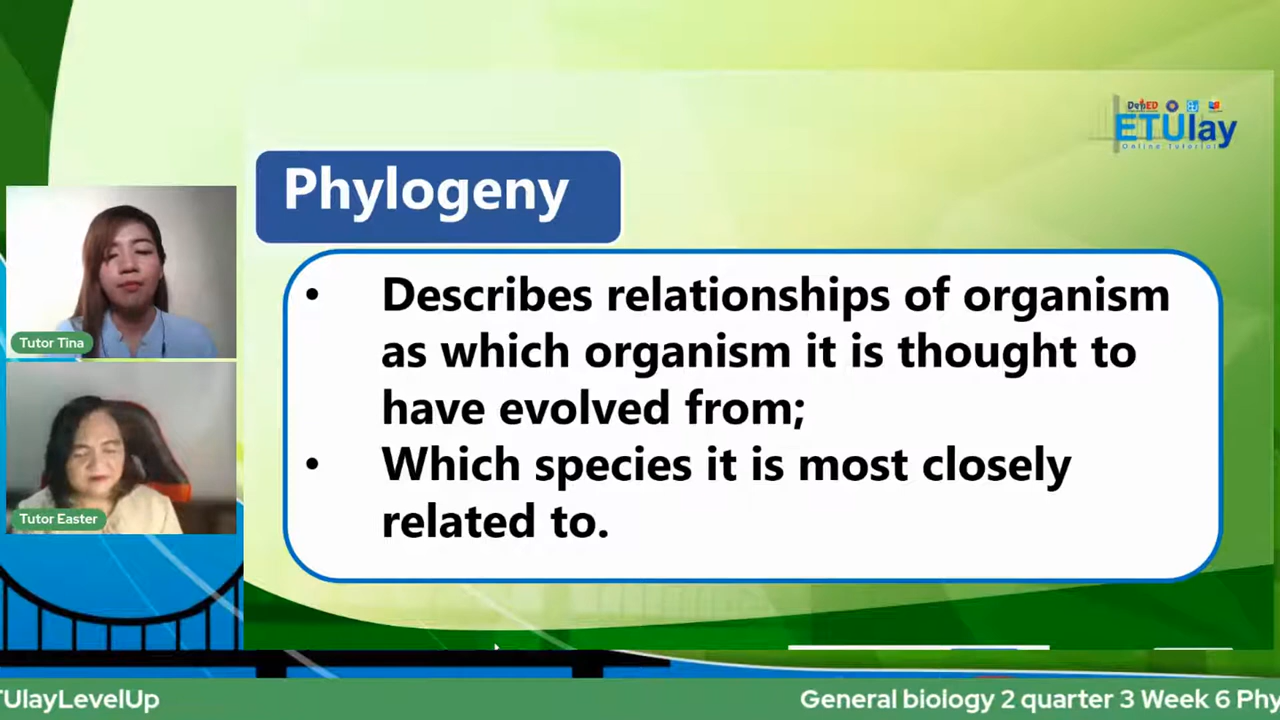 DepED
ETUlay
Online Tutorial
Phylogeny
• Describes relationships of organism
as which organism it is thought to
have evolved from;
• Which species it is most closely
related to.
Tutor Tina
Tutor Easter
TUlayLevelUp
General biology 2 quarter 3 Week 6 Phy